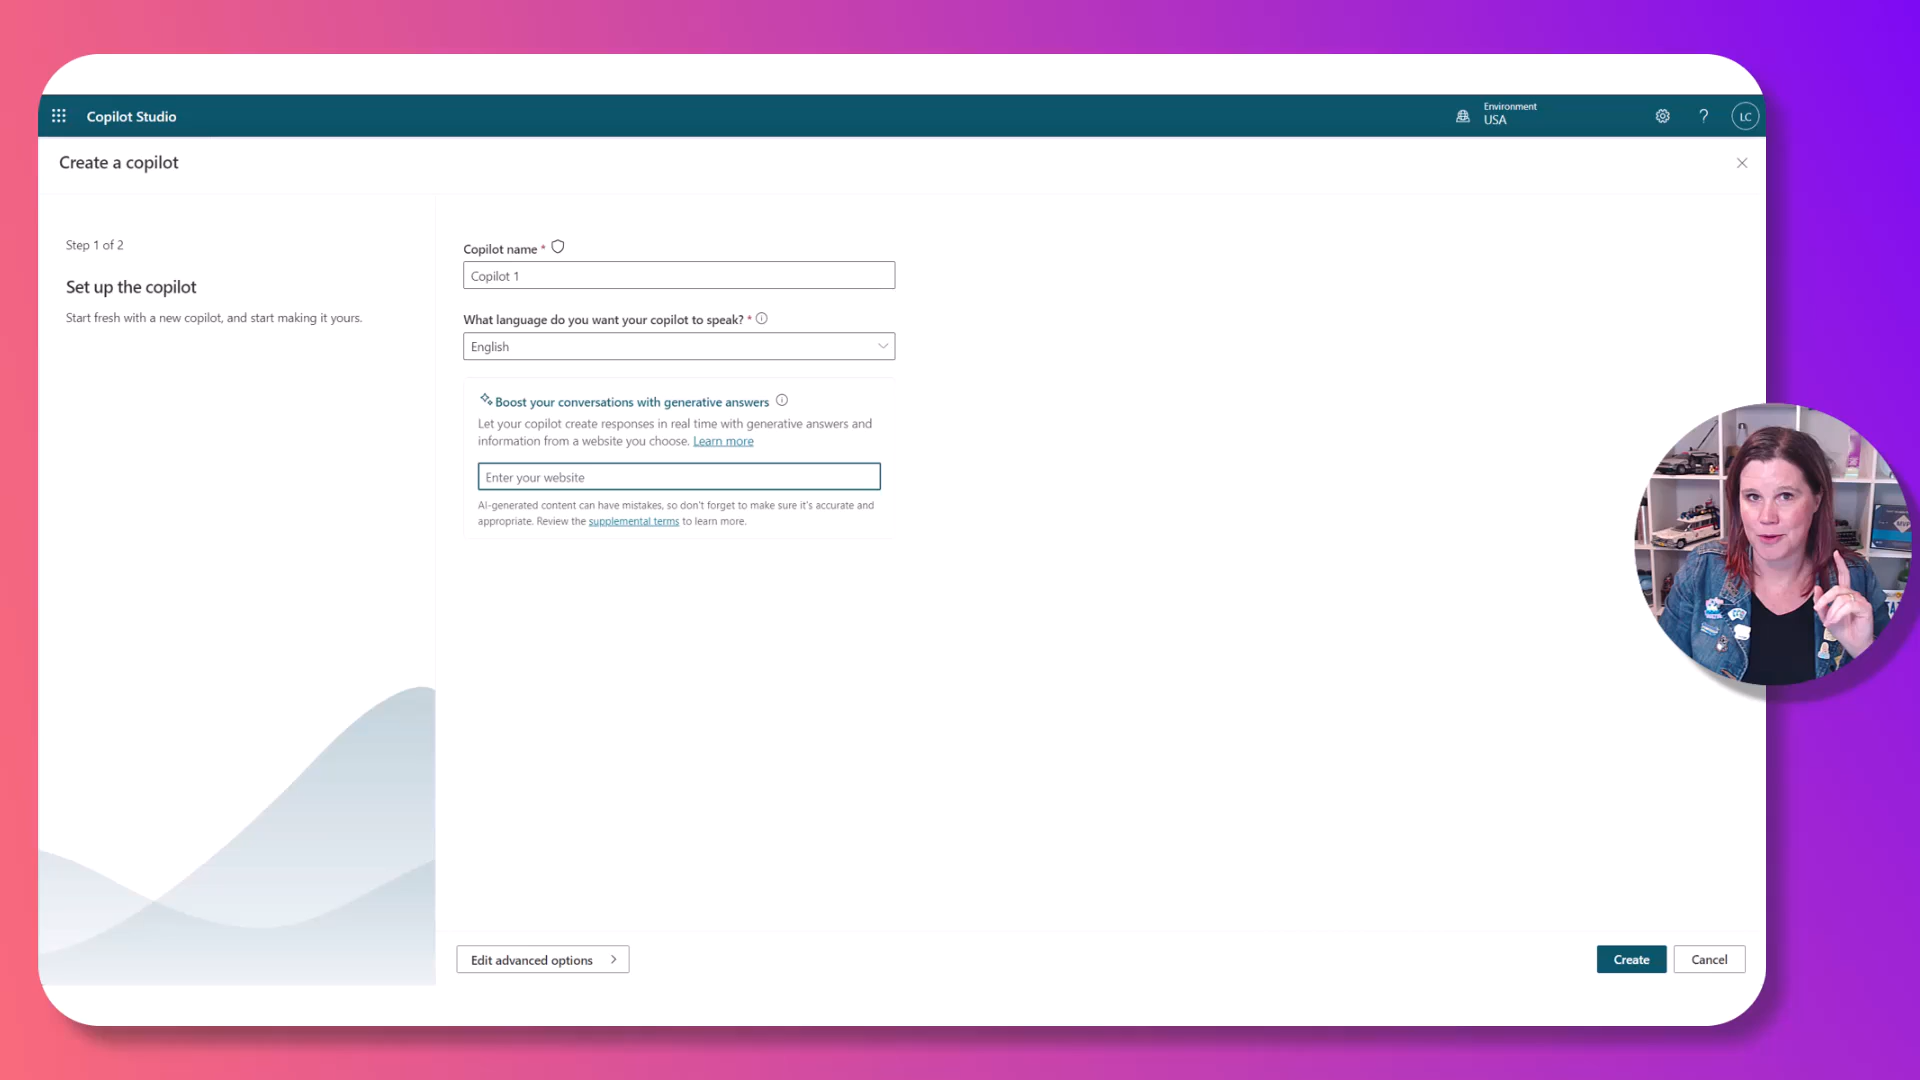 Copilot Studio
Environment
USA
?
LC
Create a copilot
Step 1 of 2
Set up the copilot
Start fresh with a new copilot, and start making it yours.
Copilot name *
Copilot 1
What language do you want your copilot to speak? *
English
Boost your conversations with generative answers
Let your copilot create responses in real time with generative answers and
information from a website you choose. Learn more
Enter your website
AI-generated content can have mistakes, so don't forget to make sure it's accurate and
appropriate. Review the supplemental terms to learn more.
Edit advanced options
Create
Cancel